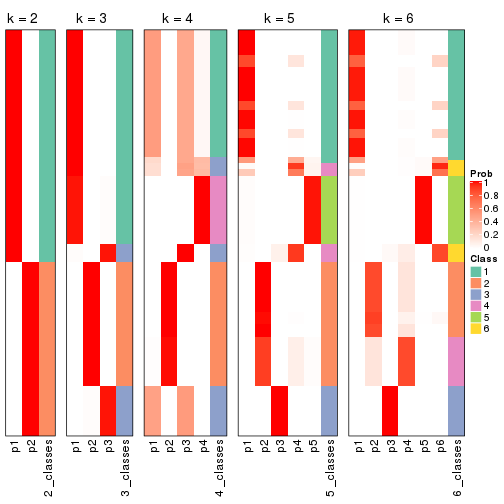 k = 2
k = 3
k = 4
k = 5
k = 6
Prob
1
0.8
0.6
0.4
0.2
0
Class
1
2
3
4
5
6
p1
p2
2_classes
p1
p2
p3
3_classes
p1
p2
p3
p4
4_classes
p1
p2
p3
p4
p5
5_classes
p1
p2
p3
p4
p5
p6
6_classes